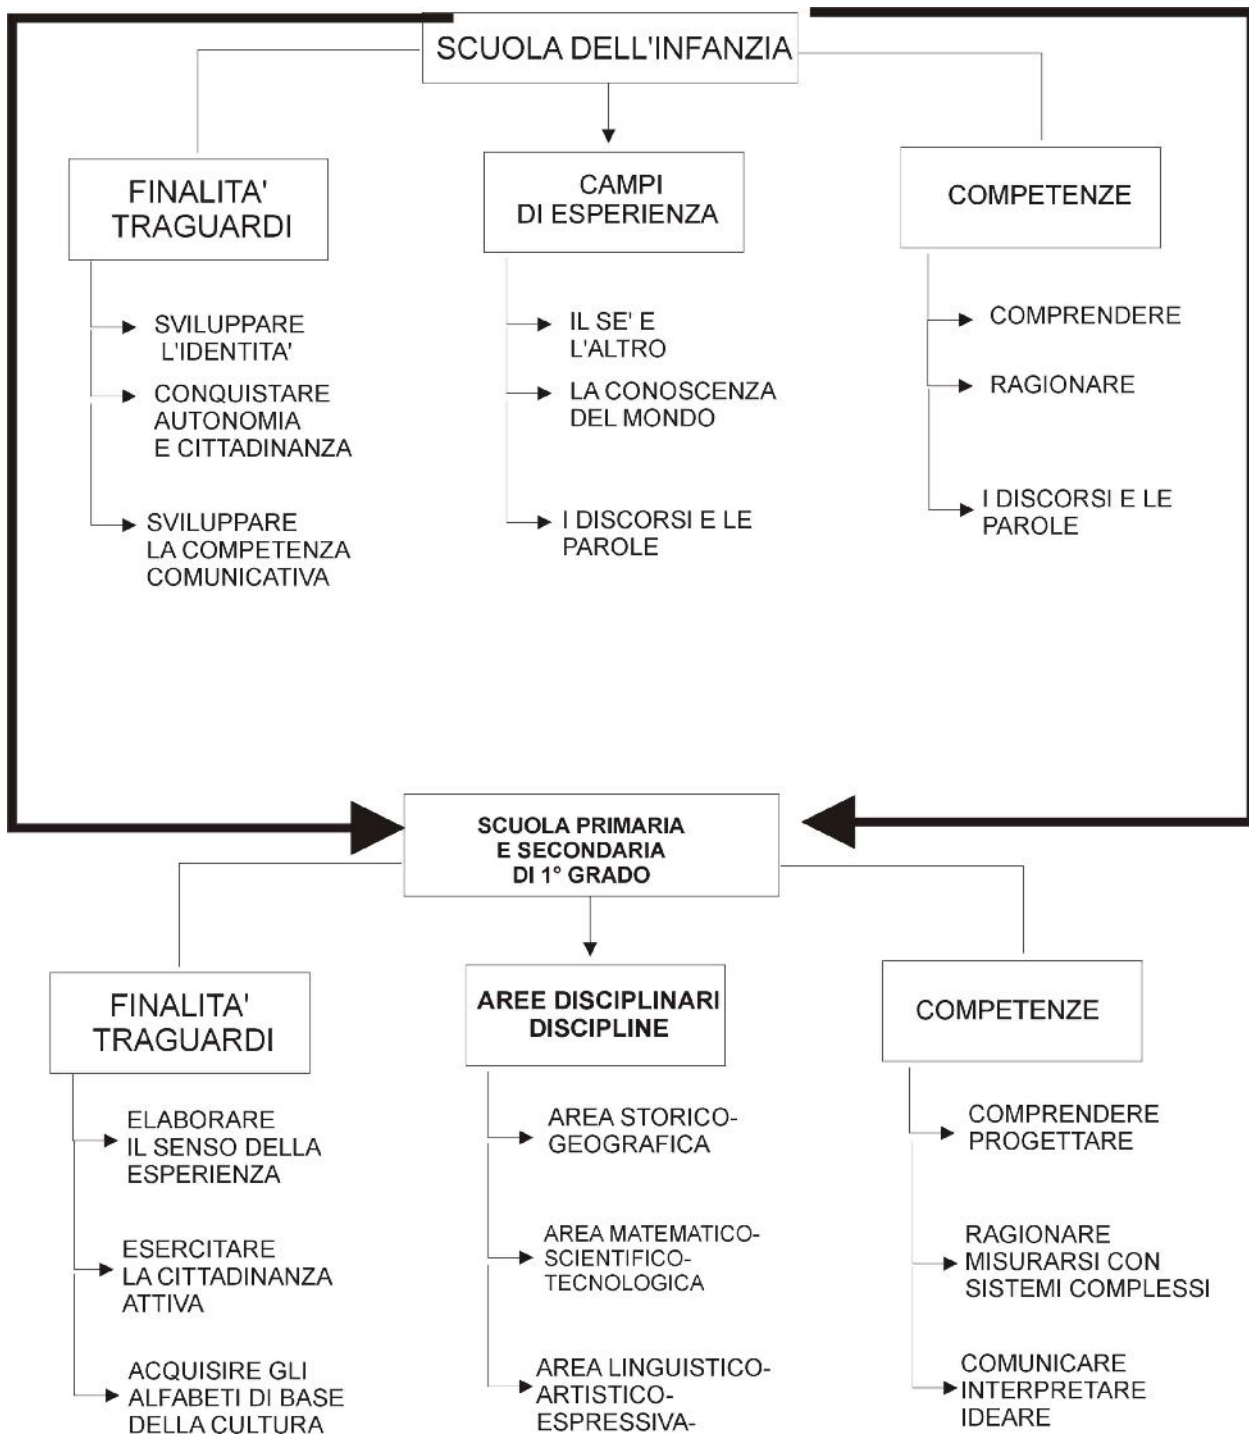 SCUOLA DELL'INFANZIA
FINALITA'
TRAGUARDI
SVILUPPARE
L'IDENTITA'
CONQUISTARE
AUTONOMIA
E CITTADINANZA
SVILUPPARE
LA COMPETENZA
COMUNICATIVA
CAMPI
DI ESPERIENZA
IL SE' E
L'ALTRO
LA CONOSCENZA
DEL MONDO
I DISCORSI E LE
PAROLE
COMPETENZE
COMPRENDERE
RAGIONARE
I DISCORSI E LE
PAROLE
SCUOLA PRIMARIA
E SECONDARIA
DI 1° GRADO
FINALITA'
TRAGUARDI
ELABORARE
IL SENSO DELLA
ESPERIENZA
ESERCITARE
LA CITTADINANZA
ATTIVA
ACQUISIRE GLI
ALFABETI DI BASE
DELLA CULTURA
AREE DISCIPLINARI
DISCIPLINE
AREA STORICO-
GEOGRAFICA
AREA MATEMATICO-
SCIENTIFICO-
TECNOLOGICA
AREA LINGUISTICO-
ARTISTICO-
ESPRESSIVA-
COMPETENZE
COMPRENDERE
PROGETTARE
RAGIONARE
MISURARSI CON
SISTEMI COMPLESSI
COMUNICARE
INTERPRETARE
IDEARE